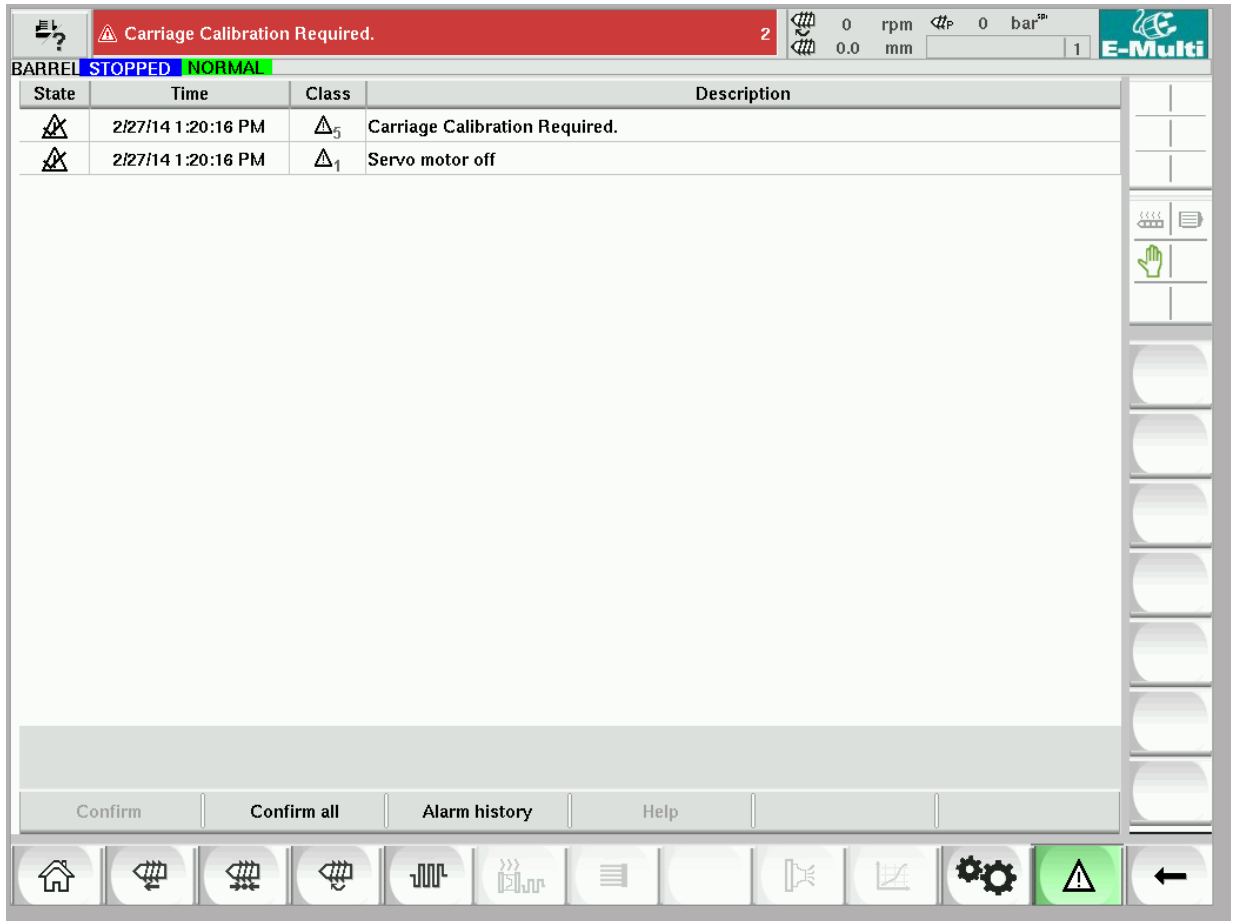 Carriage Calibration Required. 2
0 rpm 0 bar
0.0 mm 1
E-Multi
BARREL STOPPED NORMAL
State Time Class Description
2/27/14 1:20:16 PM 5 Carriage Calibration Required.
2/27/14 1:20:16 PM 1 Servo motor off
Confirm Confirm all Alarm history Help